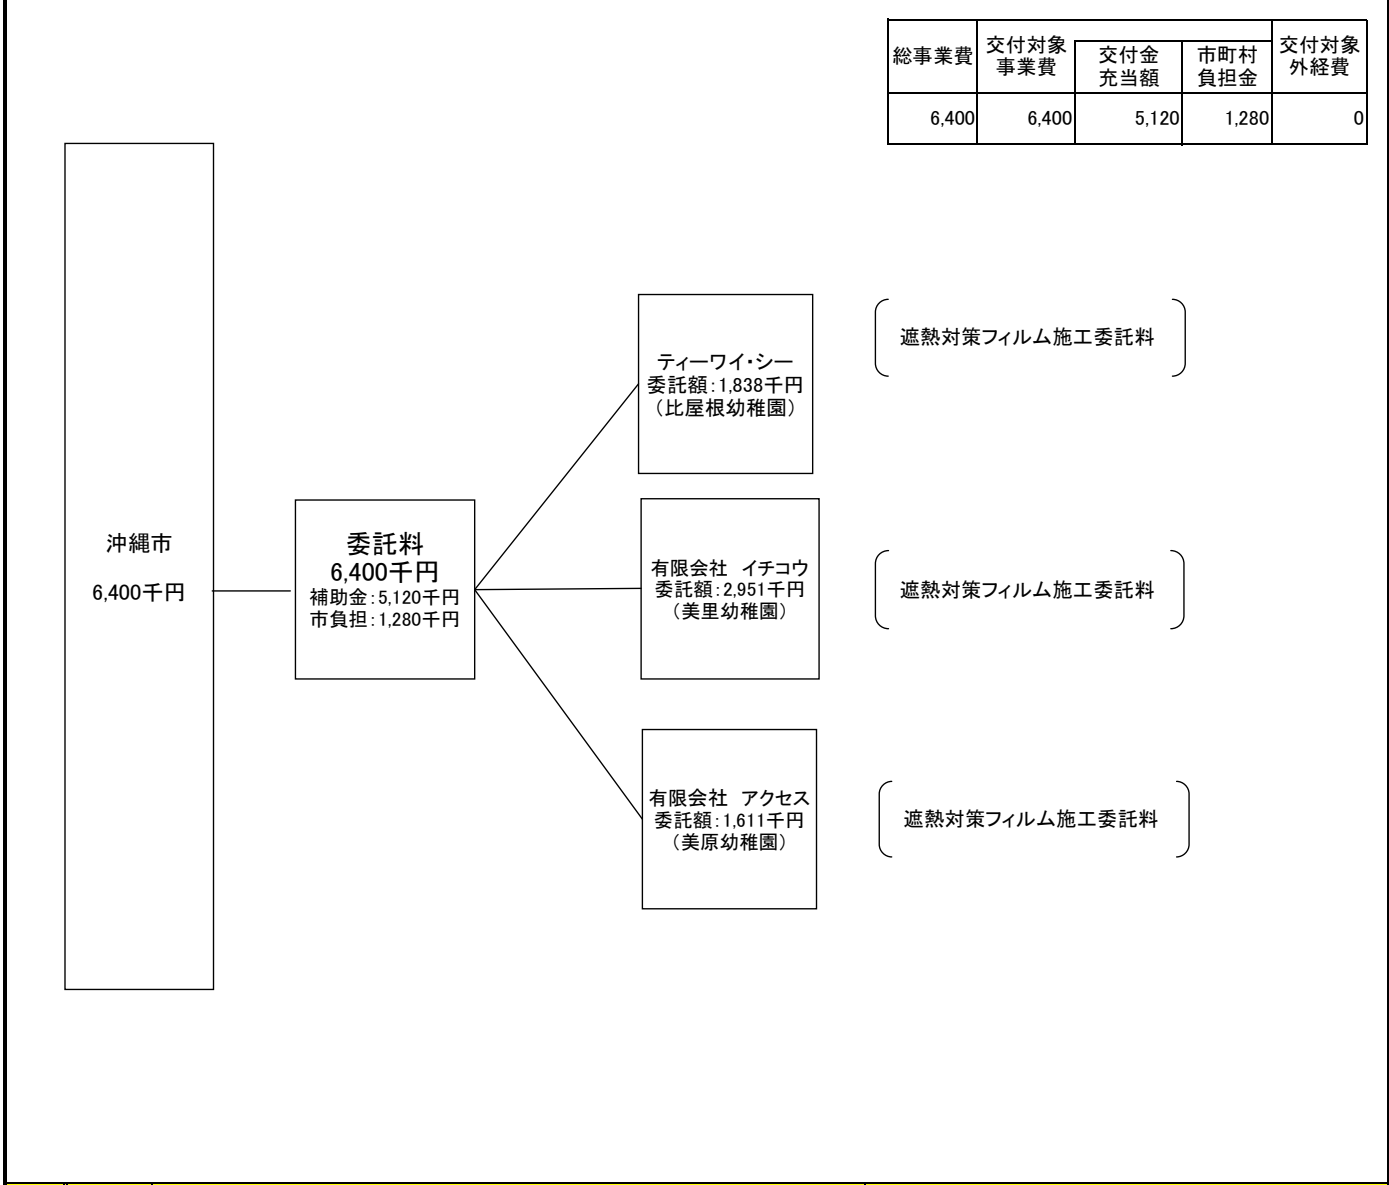 総事業費
交付対象
事業費
交付金
充当額
市町村
負担金
交付対象
外経費
6,400
6,400
5,120
1,280
0
沖縄市
6,400千円
委託料
6,400千円
補助金：5,120千円
市負担：1,280千円
ティーワイ・シー
委託額：1,838千円
（比屋根幼稚園）
遮熱対策フィルム施工委託料
有限会社　イチコウ
委託額：2,951千円
（美里幼稚園）
遮熱対策フィルム施工委託料
有限会社　アクセス
委託額：1,611千円
（美原幼稚園）
遮熱対策フィルム施工委託料